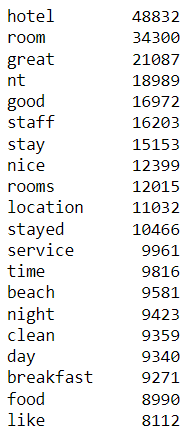 hotel 48832
room 34300
great 21087
nt 18989
good 16972
staff 16203
stay 15153
nice 12399
rooms 12015
location 11032
stayed 10466
service 9961
time 9816
beach 9581
night 9423
clean 9359
day 9340
breakfast 9271
food 8990
like 8112